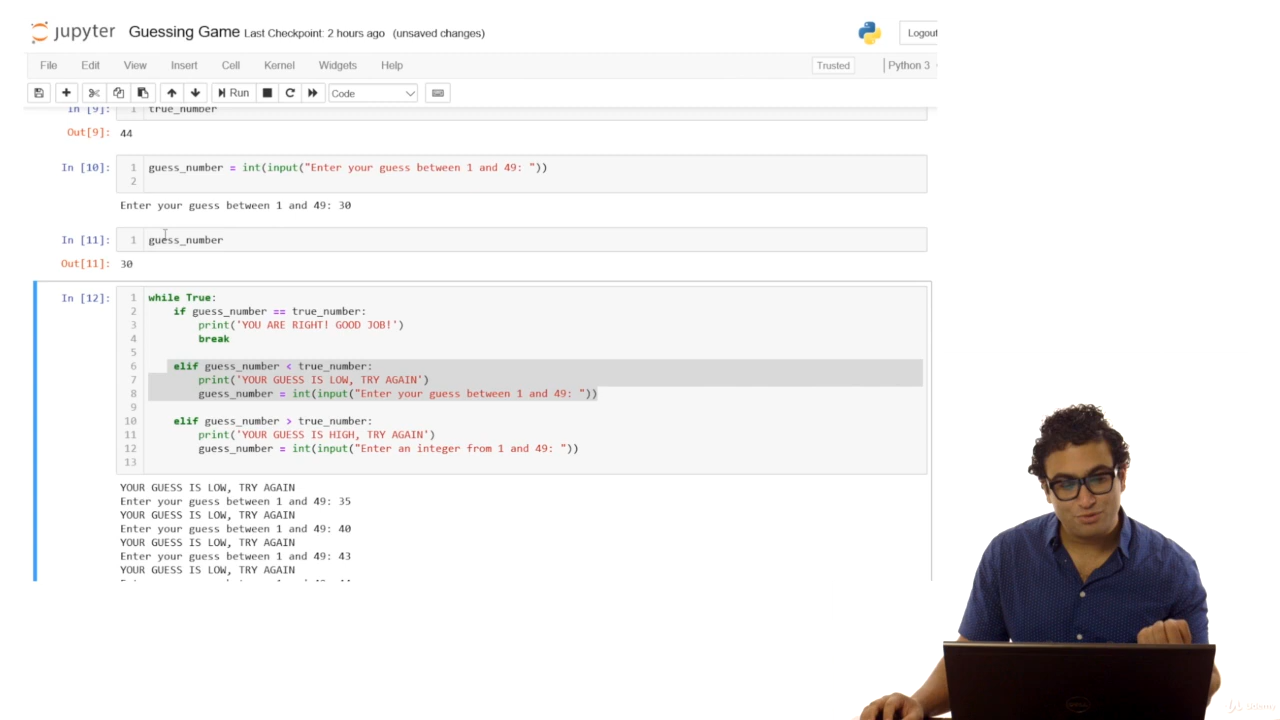 jupyter Guessing Game Last Checkpoint: 2 hours ago (unsaved changes) Logout
File Edit View Insert Cell Kernel Widgets Help Trusted Python 3
Run Code
In [9]: 1 true_number
Out[9]: 44
In [10]: 1 guess_number = int(input("Enter your guess between 1 and 49: "))
2
Enter your guess between 1 and 49: 30
In [11]: 1 guess_number
Out[11]: 30
In [12]: 1 while True:
2 if guess_number == true_number:
3 print('YOU ARE RIGHT! GOOD JOB!')
4 break
5
6 elif guess_number < true_number:
7 print('YOUR GUESS IS LOW, TRY AGAIN')
8 guess_number = int(input("Enter your guess between 1 and 49: "))
9
10 elif guess_number > true_number:
11 print('YOUR GUESS IS HIGH, TRY AGAIN')
12 guess_number = int(input("Enter an integer from 1 and 49: "))
13
YOUR GUESS IS LOW, TRY AGAIN
Enter your guess between 1 and 49: 35
YOUR GUESS IS LOW, TRY AGAIN
Enter your guess between 1 and 49: 40
YOUR GUESS IS LOW, TRY AGAIN
Enter your guess between 1 and 49: 43
YOUR GUESS IS LOW, TRY AGAIN